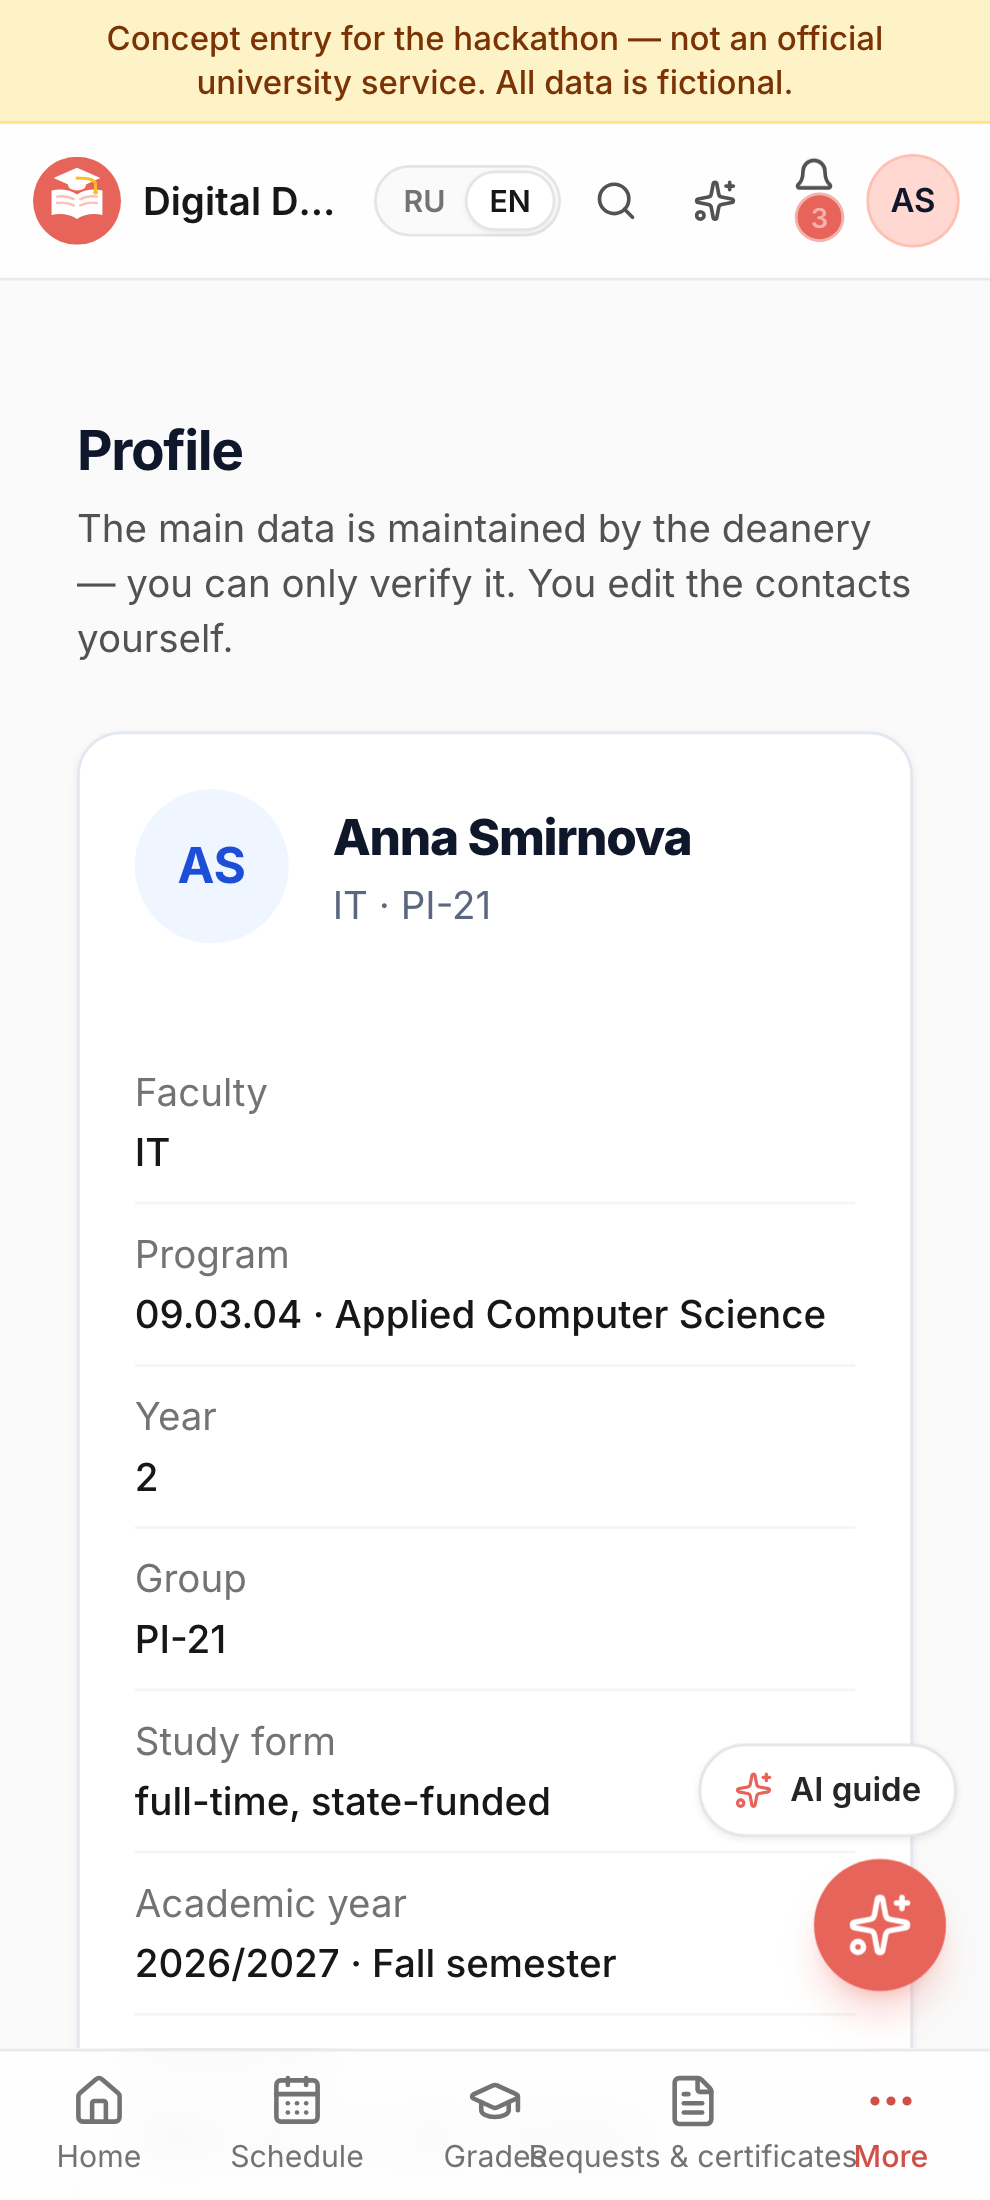 Concept entry for the hackathon — not an official
university service. All data is fictional.
Digital D...
RU EN
3
AS
Profile
The main data is maintained by the deanery
— you can only verify it. You edit the contacts
yourself.
AS
Anna Smirnova
IT · PI-21
Faculty
IT
Program
09.03.04 · Applied Computer Science
Year
2
Group
PI-21
Study form
full-time, state-funded
AI guide
Academic year
2026/2027 · Fall semester
Home
Schedule
Grades
Requests & certificates
More